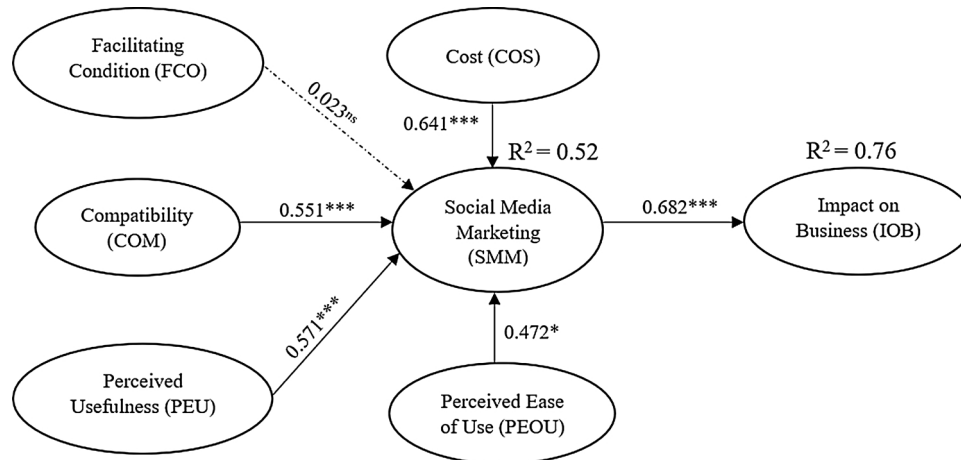 Facilitating
Condition (FCO)
Cost (COS)
0.023ns
0.641***
R² = 0.52
R² = 0.76
Compatibility
(COM)
0.551***
Social Media
Marketing
(SMM)
0.682***
Impact on
Business (IOB)
0.571***
0.472*
Perceived
Usefulness (PEU)
Perceived Ease
of Use (PEOU)